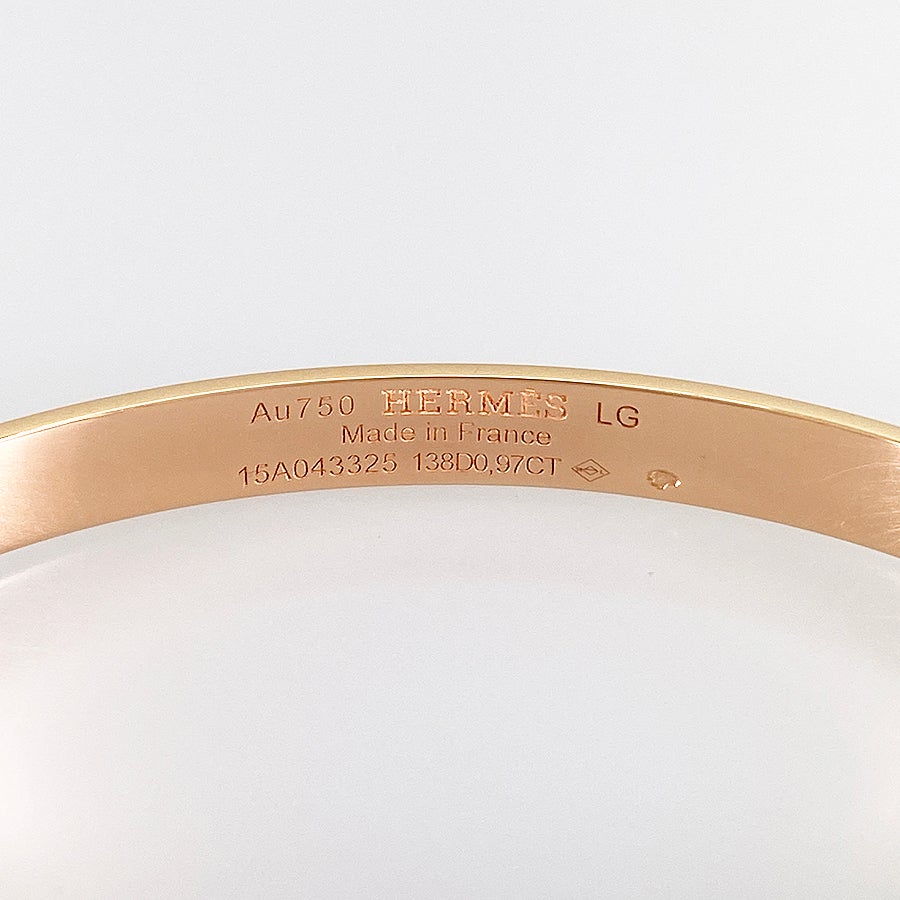 Au750 HERMÈS LG
Made in France
15A043325 138D0,97CT